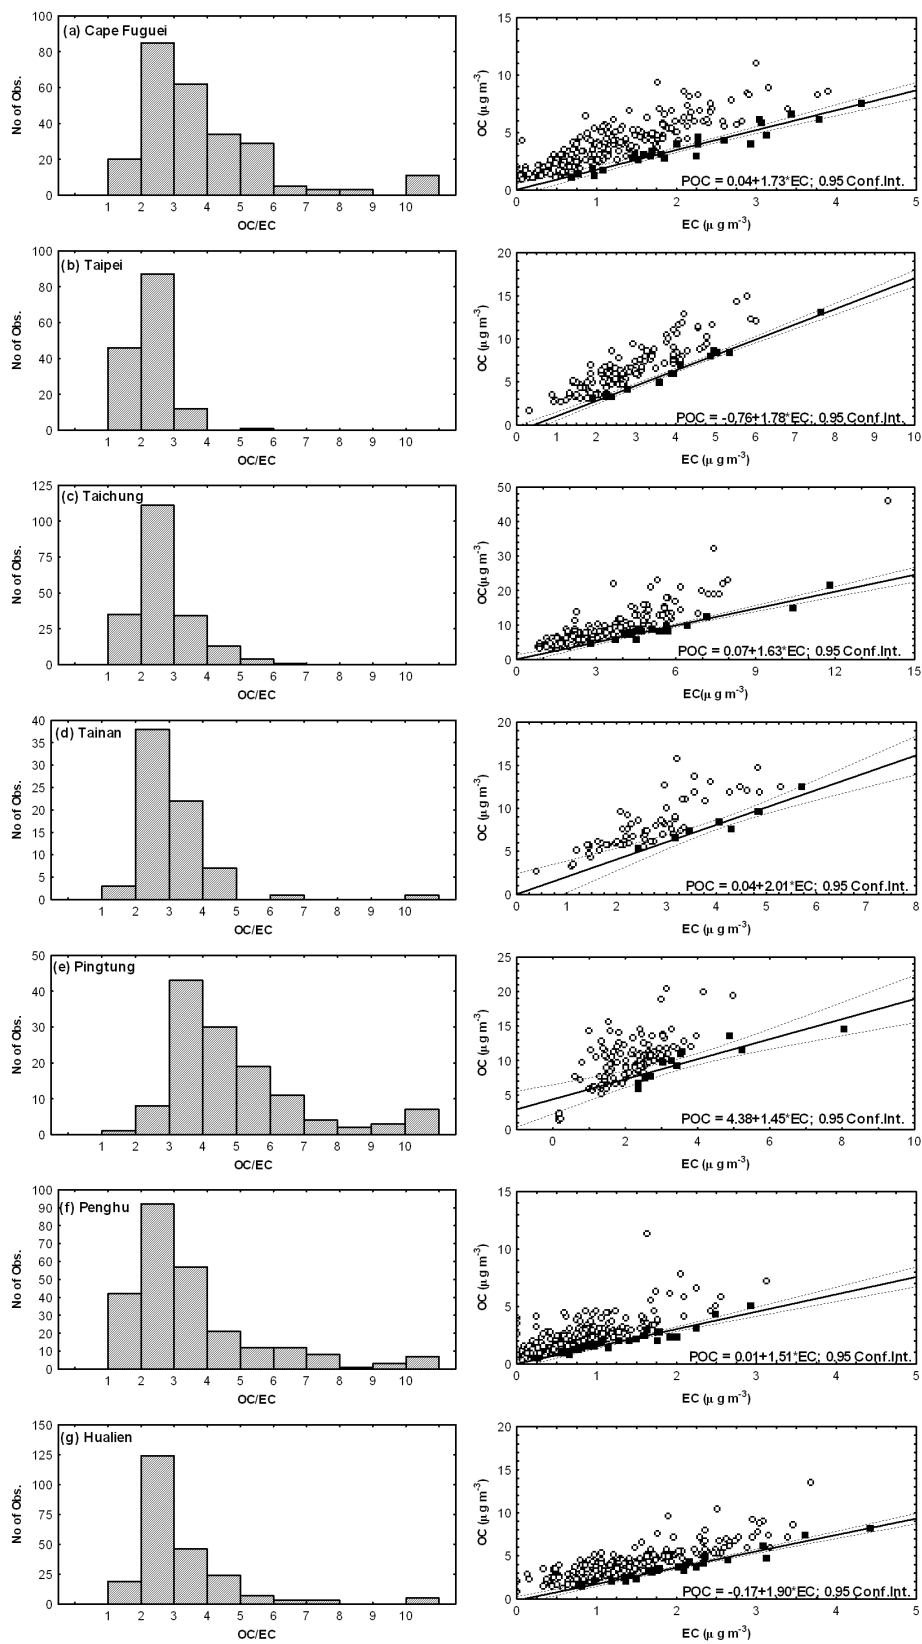 (a) Cape Fuguei
No of Obs.
100
80
60
40
20
0
1 2 3 4 5 6 7 8 9 10
OC/EC
OC (μ g m-3)
15
10
5
0
POC = 0.04+1.73*EC; 0.95 Conf.Int.
0 1 2 3 4 5
EC (μ g m-3)
(b) Taipei
No of Obs.
100
80
60
40
20
0
1 2 3 4 5 6 7 8 9 10
OC/EC
OC (μ g m-3)
20
15
10
5
0
POC = -0.76+1.78*EC; 0.95 Conf.Int.
0 1 2 3 4 5 6 7 8 9 10
EC (μ g m-3)
(c) Taichung
No of Obs.
125
100
75
50
25
0
1 2 3 4 5 6 7 8 9 10
OC/EC
OC(μ g m-3)
50
40
30
20
10
0
POC = 0.07+1.63*EC; 0.95 Conf.Int.
0 3 6 9 12 15
EC(μ g m-3)
(d) Tainan
No of Obs.
40
35
30
25
20
15
10
5
0
1 2 3 4 5 6 7 8 9 10
OC/EC
OC (μ g m-3)
20
15
10
5
0
POC = 0.04+2.01*EC; 0.95 Conf.Int.
0 1 2 3 4 5 6 7 8
EC (μ g m-3)
(e) Pingtung
No of Obs.
50
40
30
20
10
0
1 2 3 4 5 6 7 8 9 10
OC/EC
OC (μ g m-3)
25
20
15
10
5
0
POC = 4.38+1.45*EC; 0.95 Conf.Int.
0 2 4 6 8 10
EC (μ g m-3)
(f) Penghu
No of Obs.
100
90
80
70
60
50
40
30
20
10
0
1 2 3 4 5 6 7 8 9 10
OC/EC
OC (μ g m-3)
15
10
5
0
POC = 0.01+1.51*EC; 0.95 Conf.Int.
0 1 2 3 4 5
EC (μ g m-3)
(g) Hualien
No of Obs.
150
125
100
75
50
25
0
1 2 3 4 5 6 7 8 9 10
OC/EC
OC (μ g m-3)
20
15
10
5
0
POC = -0.17+1.90*EC; 0.95 Conf.Int.
0 1 2 3 4 5
EC (μ g m-3)